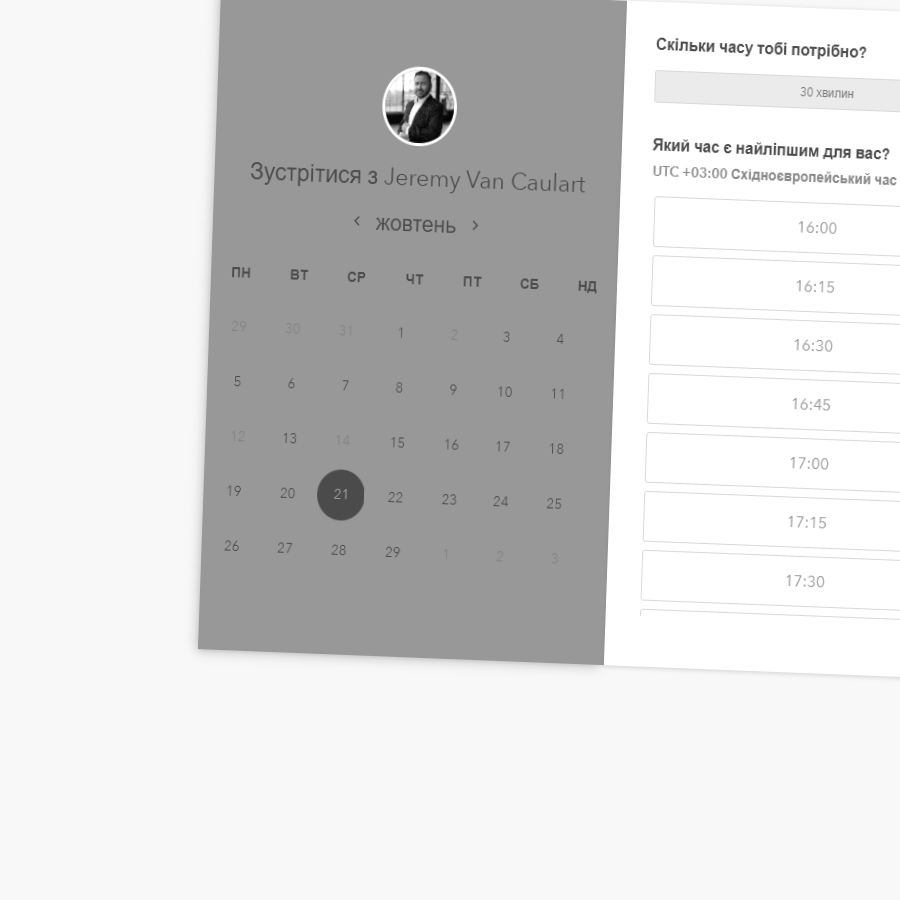 Зустрітися з Jeremy Van Caulart
‹ жовтень ›
ПН ВТ СР ЧТ ПТ СБ НД
29 30 31 1 2 3 4
5 6 7 8 9 10 11
12 13 14 15 16 17 18
19 20 21 22 23 24 25
26 27 28 29 1 2 3
Скільки часу тобі потрібно?
30 хвилин
Який час є найліпшим для вас?
UTC +03:00 Східноєвропейський час
16:00
16:15
16:30
16:45
17:00
17:15
17:30